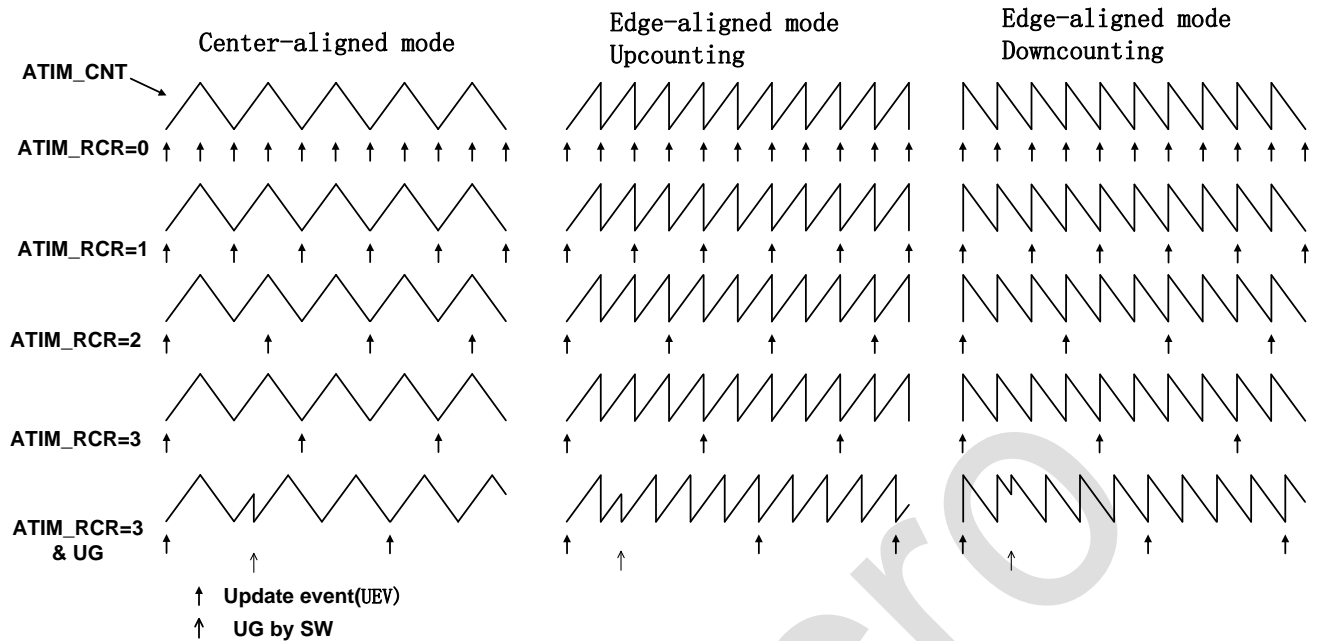 Center-aligned mode
Edge-aligned mode
Upcounting
Edge-aligned mode
Downcounting
ATIM_CNT
ATIM_RCR=0
ATIM_RCR=1
ATIM_RCR=2
ATIM_RCR=3
ATIM_RCR=3
& UG
Update event(UEV)
UG by SW
ro